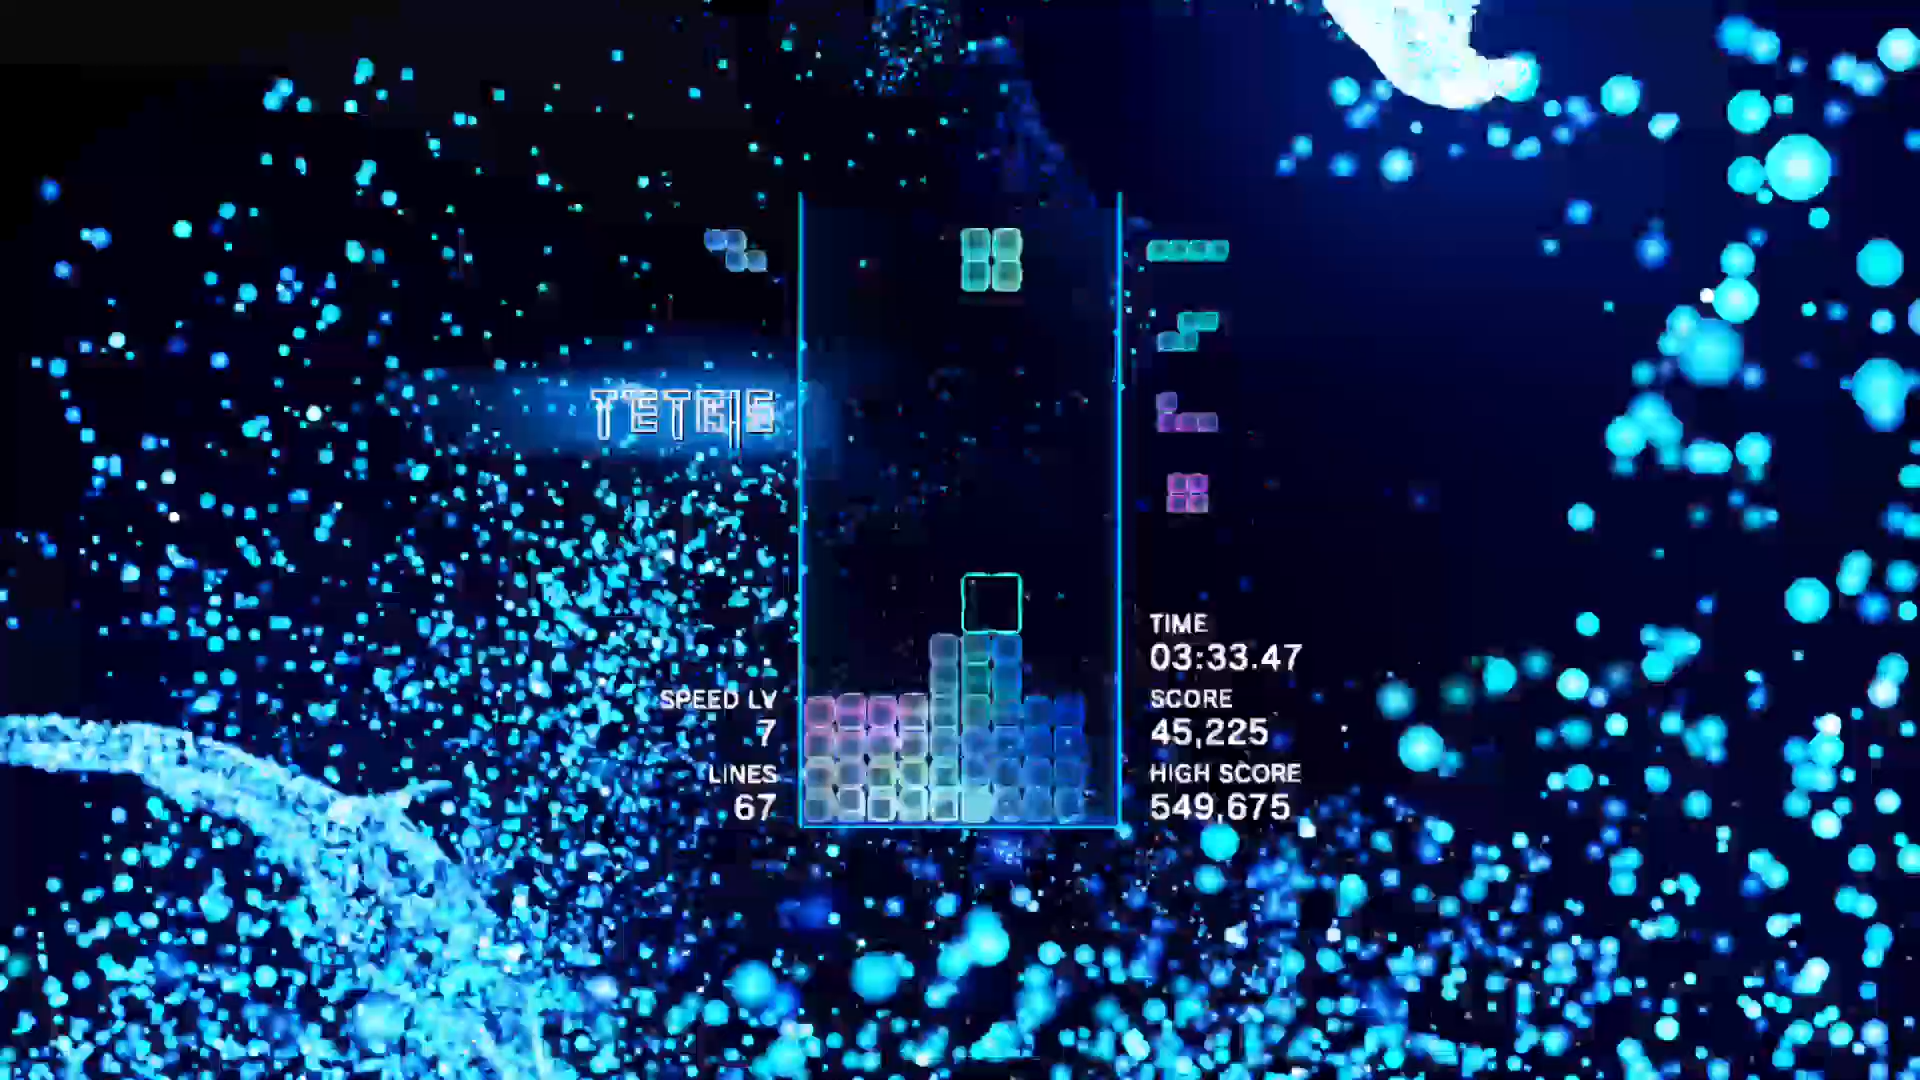 TETRIS
SPEED LV
7
LINES
67
TIME
03:33.47
SCORE
45,225
HIGH SCORE
549,675